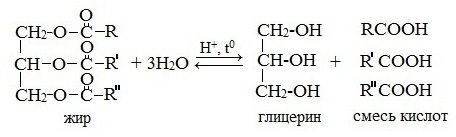 O
CH2-O-C-R CH2-OH RCOOH
O H+, t0
CH-O-C-R' + 3H2O ⇌ CH-OH + R'COOH
O
CH2-O-C-R" CH2-OH R"COOH
жир глицерин смесь кислот